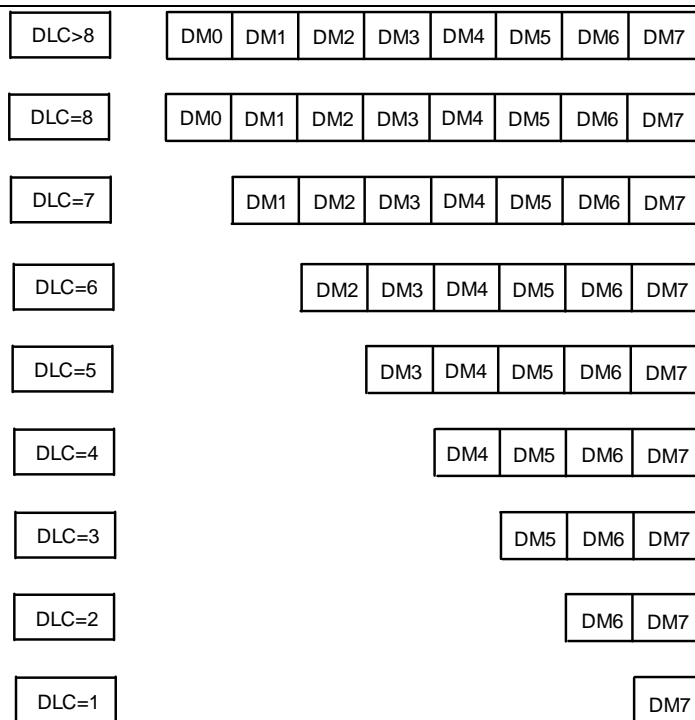 DLC>8 DM0 DM1 DM2 DM3 DM4 DM5 DM6 DM7
DLC=8 DM0 DM1 DM2 DM3 DM4 DM5 DM6 DM7
DLC=7 DM1 DM2 DM3 DM4 DM5 DM6 DM7
DLC=6 DM2 DM3 DM4 DM5 DM6 DM7
DLC=5 DM3 DM4 DM5 DM6 DM7
DLC=4 DM4 DM5 DM6 DM7
DLC=3 DM5 DM6 DM7
DLC=2 DM6 DM7
DLC=1 DM7